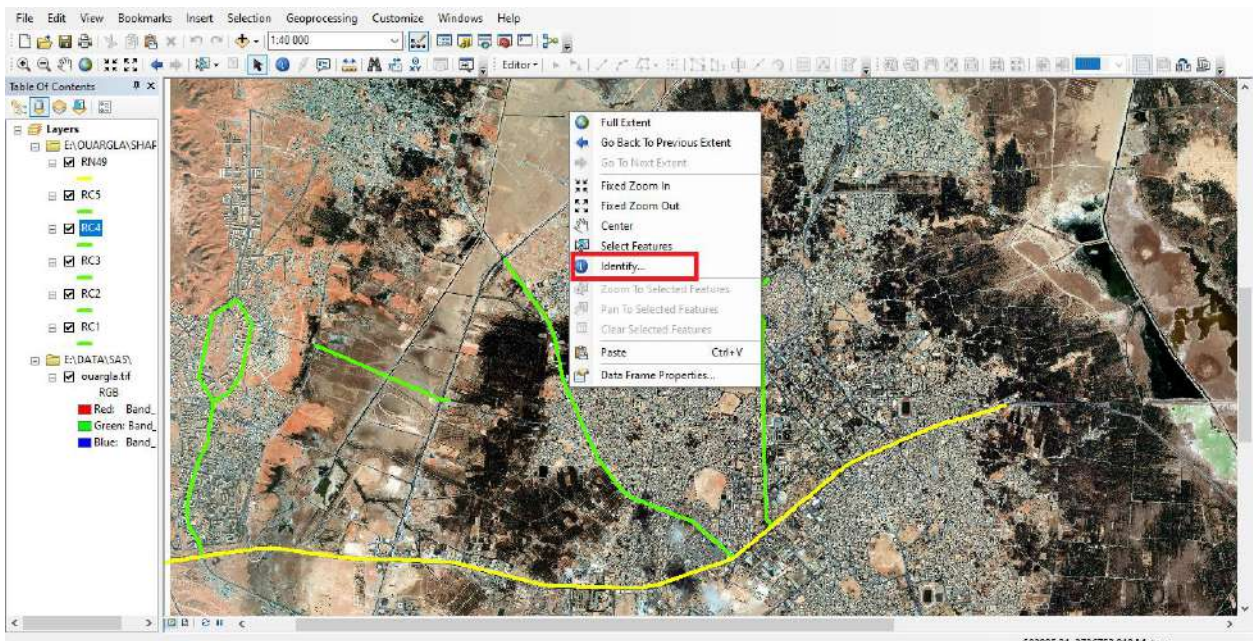 File Edit View Bookmarks Insert Selection Geoprocessing Customize Windows Help
1:40 000
Editor
Table Of Contents
Layers
E:\OUARGLA\SHAF
RN49
RC5
RC4
RC3
RC2
RC1
E:\DATA\SAS\
ouargla.tif
RGB
Red: Band_
Green: Band_
Blue: Band_
Full Extent
Go Back To Previous Extent
Go To Next Extent
Fixed Zoom In
Fixed Zoom Out
Center
Select Features
Identify...
Zoom To Selected Features
Pan To Selected Features
Clear Selected Features
Paste Ctrl+V
Data Frame Properties...